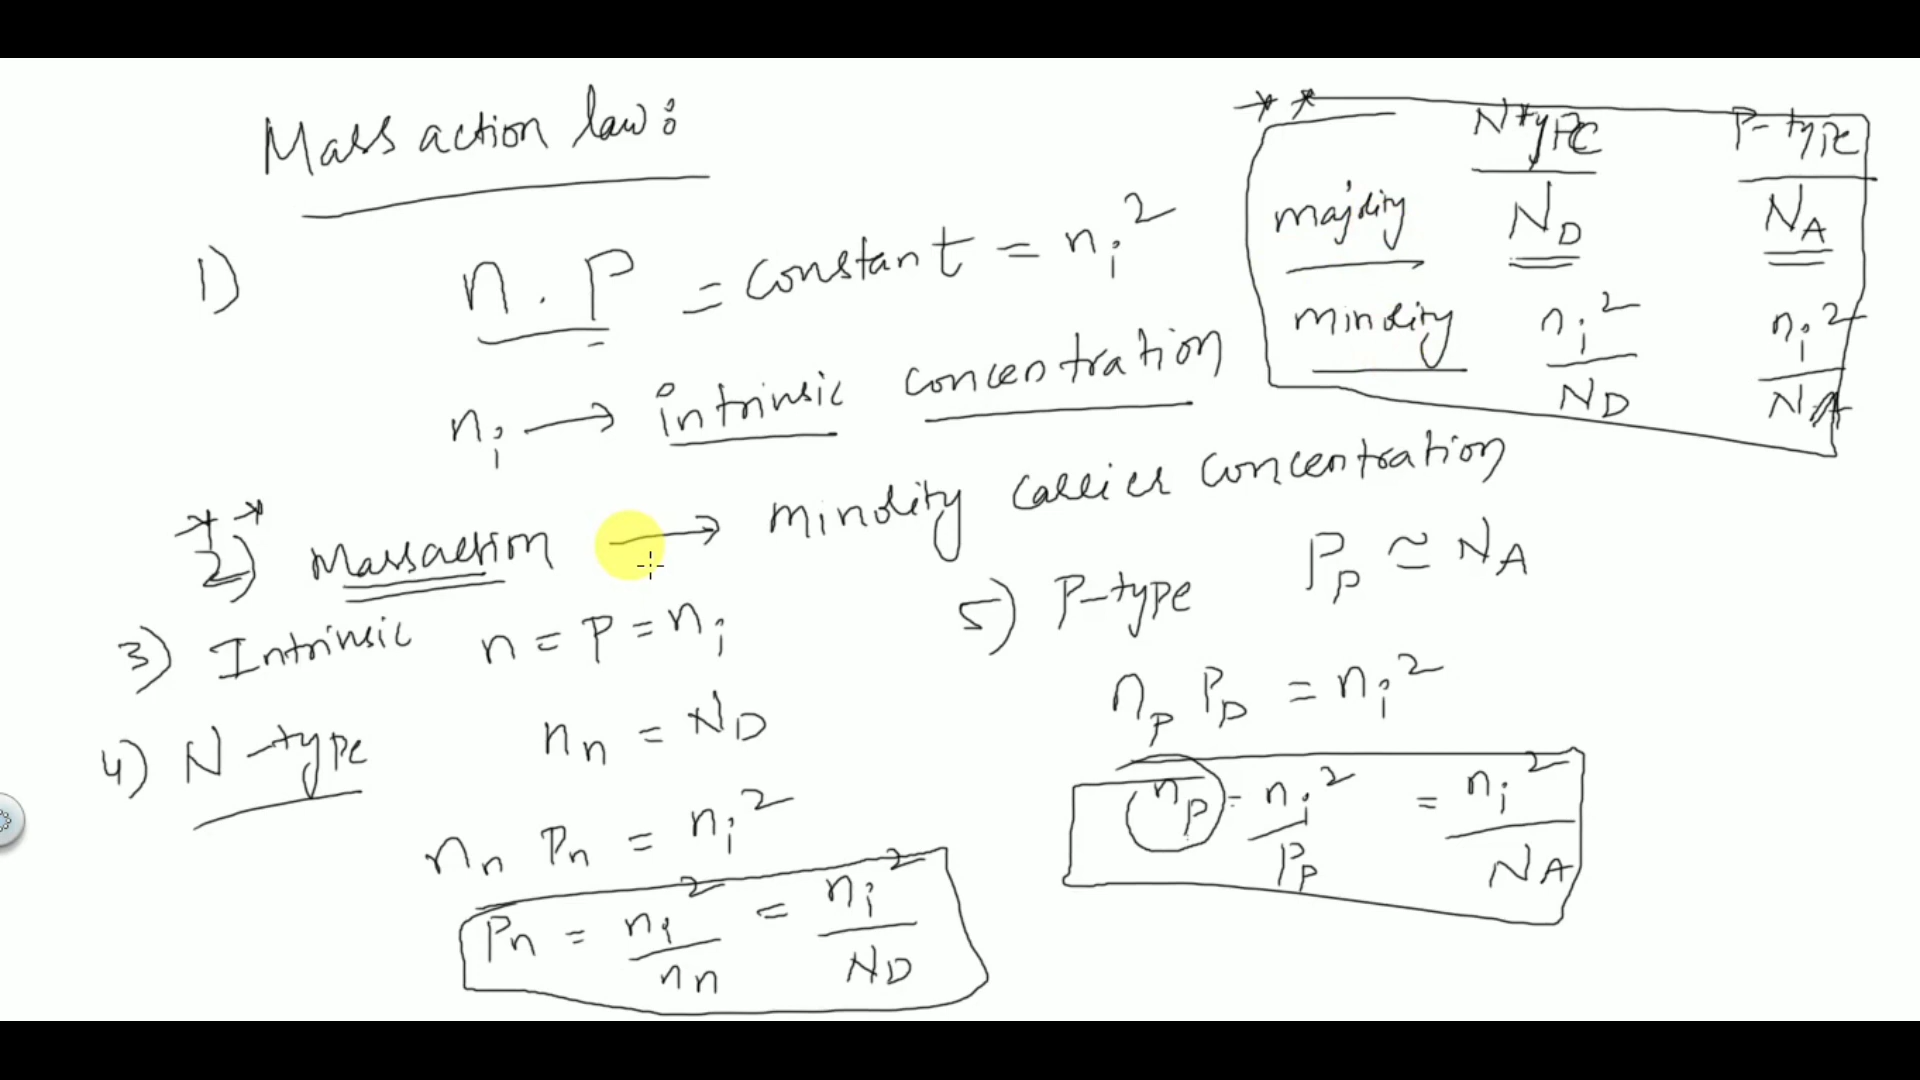 Mass action law:
1) n . P = constant = nᵢ²
nᵢ → intrinsic concentration
2) Massaction → minority carrier concentration
3) Intrinsic n = P = nᵢ
4) N-type nₙ = N_D
nₙ Pₙ = nᵢ²
Pₙ = nᵢ²/nₙ = nᵢ²/N_D
5) P-type P_P ≃ N_A
n_P P_P = nᵢ²
n_P = nᵢ²/P_P = nᵢ²/N_A
** N type P-type
majority N_D N_A
minority nᵢ²/N_D nᵢ²/N_A